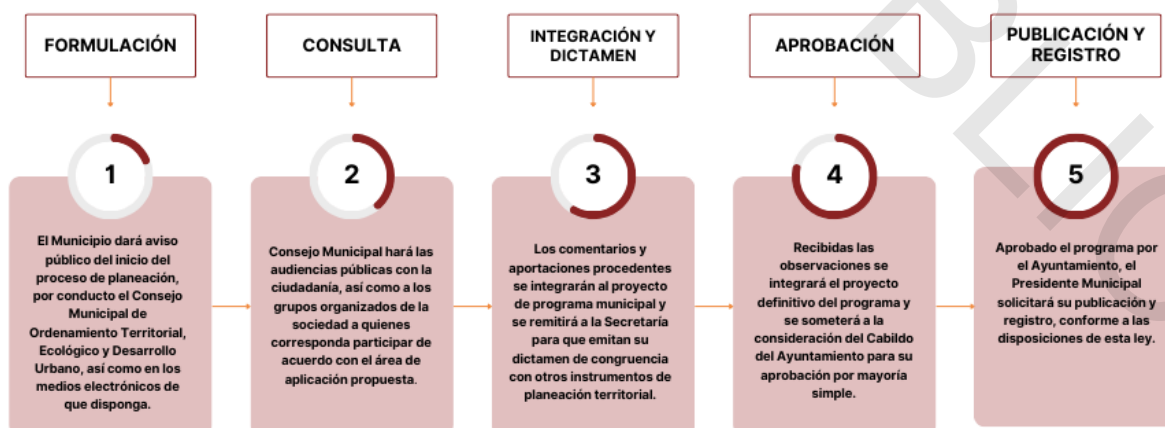 FORMULACIÓN
1
El Municipio dará aviso
público del inicio del
proceso de planeación,
por conducto el Consejo
Municipal de
Ordenamiento Territorial,
Ecológico y Desarrollo
Urbano, así como en los
medios electrónicos de
que disponga.
CONSULTA
2
Consejo Municipal hará las
audiencias públicas con la
ciudadanía, así como a los
grupos organizados de la
sociedad a quienes
corresponda participar de
acuerdo con el área de
aplicación propuesta.
INTEGRACIÓN Y
DICTAMEN
3
Los comentarios y
aportaciones procedentes
se integrarán al proyecto
de programa municipal y
se remitirá a la Secretaría
para que emitan su
dictamen de congruencia
con otros instrumentos de
planeación territorial.
APROBACIÓN
4
Recibidas las
observaciones se
integrará el proyecto
definitivo del programa y
se someterá a la
consideración del Cabildo
del Ayuntamiento para su
aprobación por mayoría
simple.
PUBLICACIÓN Y
REGISTRO
5
Aprobado el programa por
el Ayuntamiento, el
Presidente Municipal
solicitará su publicación y
registro, conforme a las
disposiciones de esta ley.